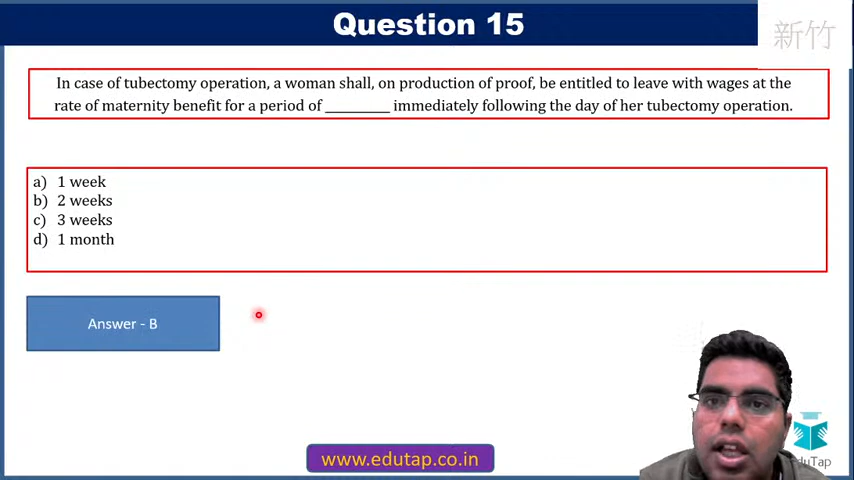 Question 15
新竹
In case of tubectomy operation, a woman shall, on production of proof, be entitled to leave with wages at the
rate of maternity benefit for a period of __________ immediately following the day of her tubectomy operation.
a) 1 week
b) 2 weeks
c) 3 weeks
d) 1 month
Answer - B
www.edutap.co.in
EduTap